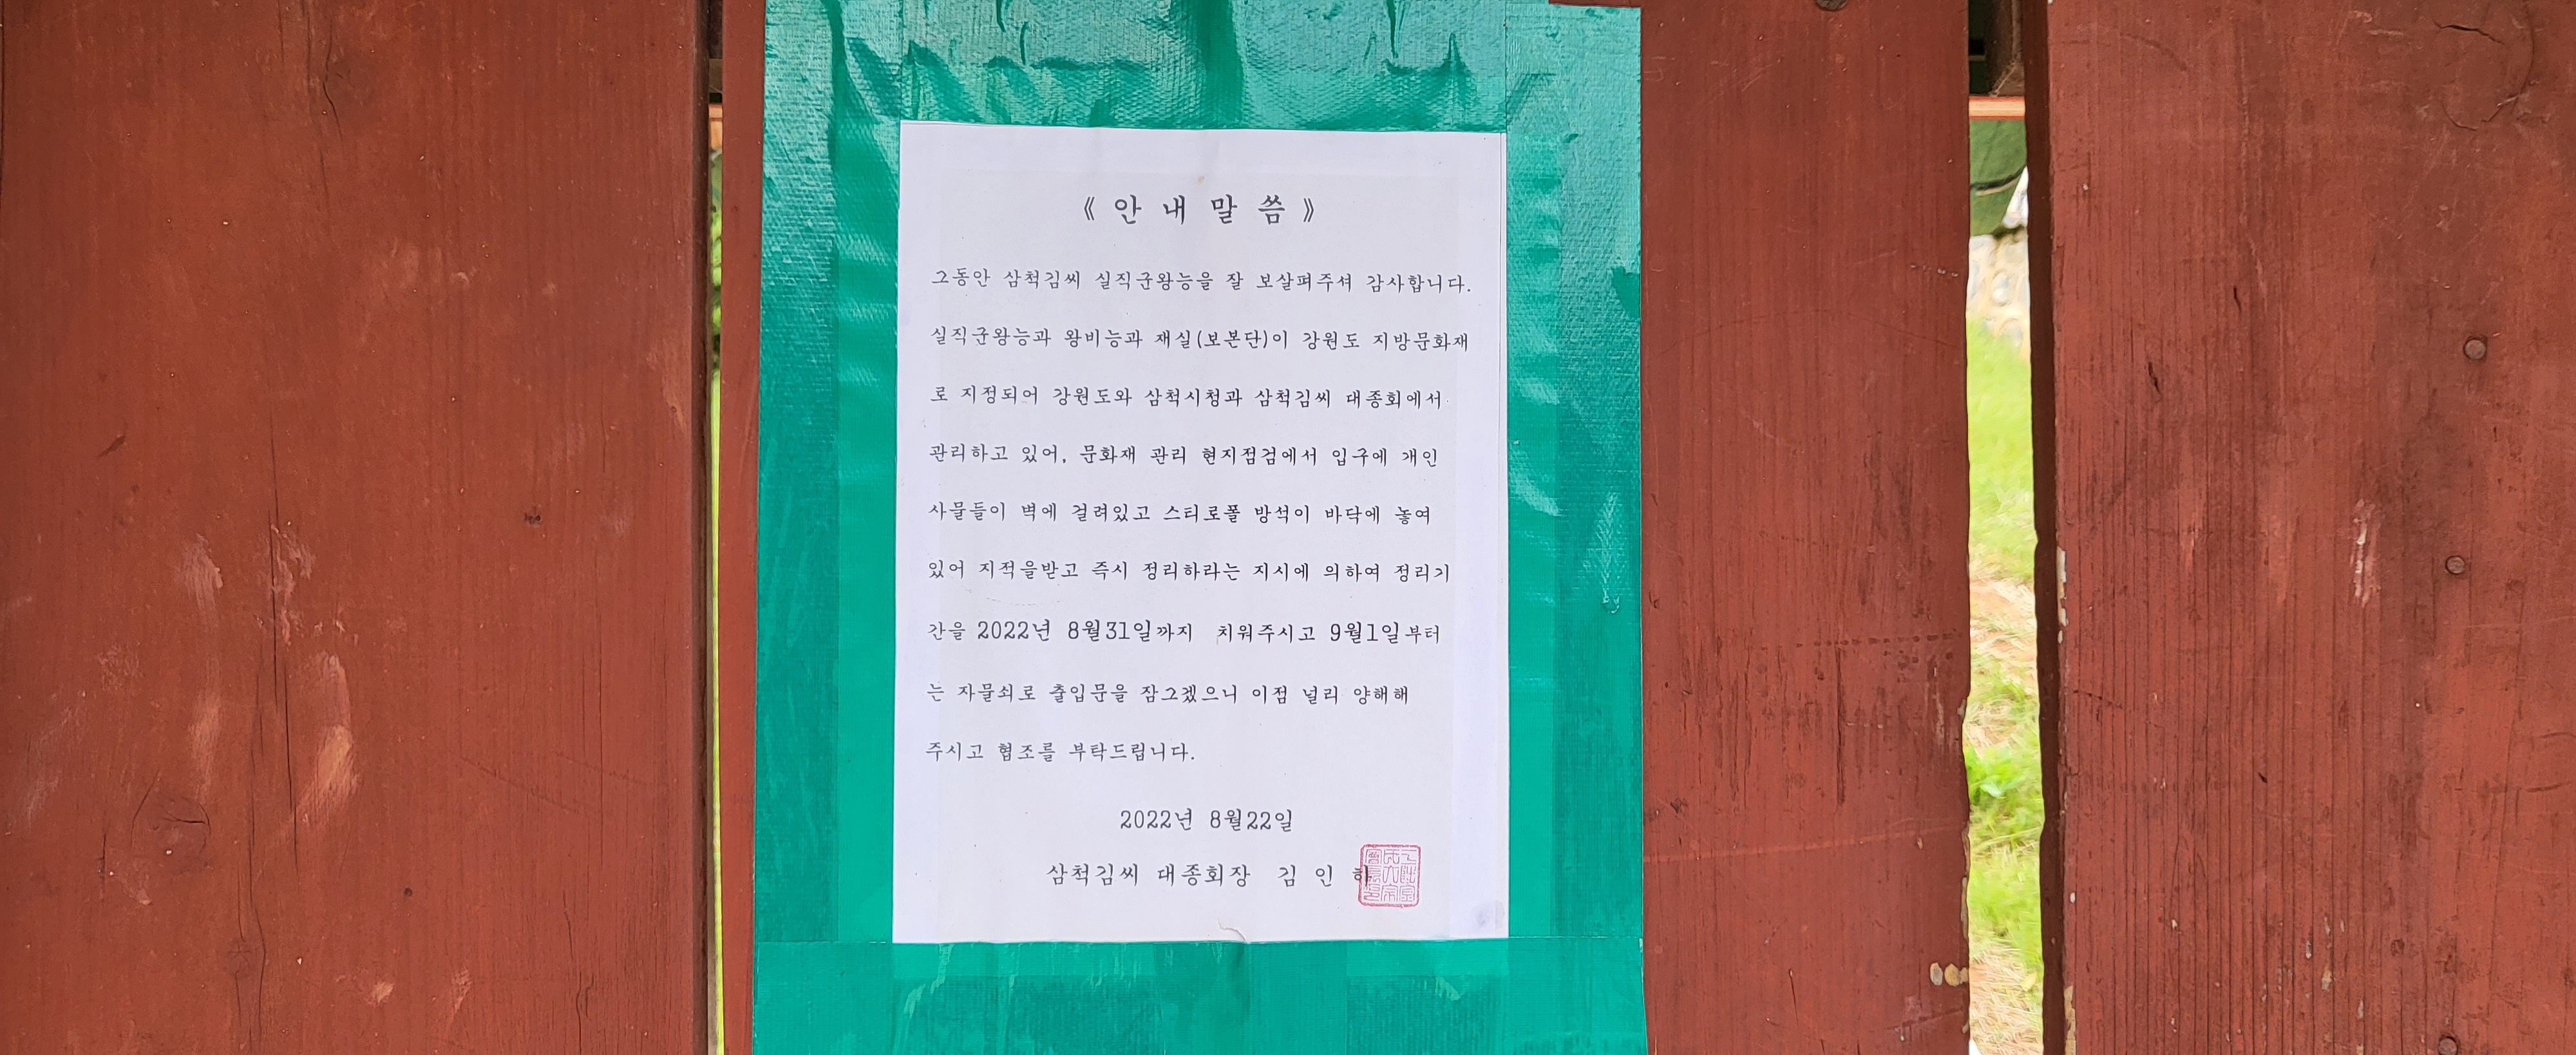 《 안 내 말 씀 》
그동안 삼척김씨 실직군왕능을 잘 보살펴주셔 감사합니다.
실직군왕능과 왕비능과 재실(보본단)이 강원도 지방문화재
로 지정되어 강원도와 삼척시청과 삼척김씨 대종회에서
관리하고 있어, 문화재 관리 현지점검에서 입구에 개인
사물들이 벽에 걸려있고 스티로폴 방석이 바닥에 놓여
있어 지적을받고 즉시 정리하라는 지시에 의하여 정리기
간을 2022년 8월31일까지 치워주시고 9월1일부터
는 자물쇠로 출입문을 잠그겠으니 이점 널리 양해해
주시고 협조를 부탁드립니다.
2022년 8월22일
삼척김씨 대종회장 김 인 하